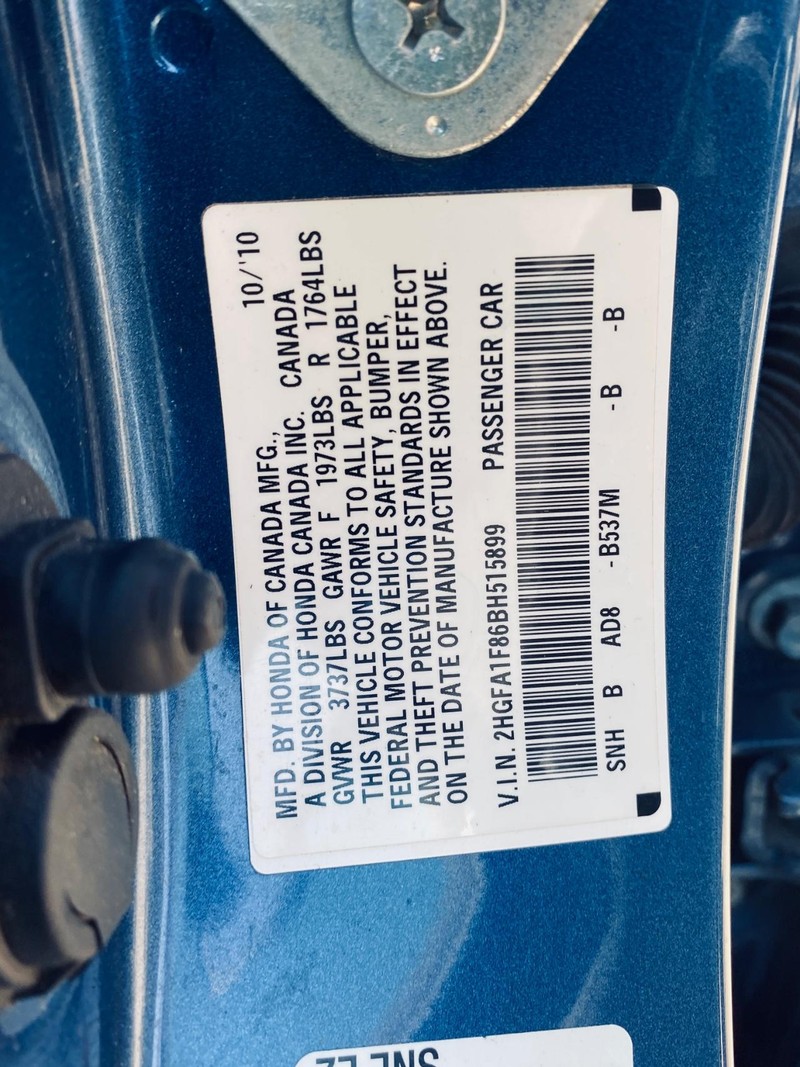 10/'10
MFD. BY HONDA OF CANADA MFG.,
A DIVISION OF HONDA CANADA INC. CANADA
GVWR 3737LBS GAWR F 1973LBS R 1764LBS
THIS VEHICLE CONFORMS TO ALL APPLICABLE
FEDERAL MOTOR VEHICLE SAFETY, BUMPER,
AND THEFT PREVENTION STANDARDS IN EFFECT
ON THE DATE OF MANUFACTURE SHOWN ABOVE.
V.I.N. 2HGFA1F86BH515899 PASSENGER CAR
SNH B AD8 -B537M -B -B